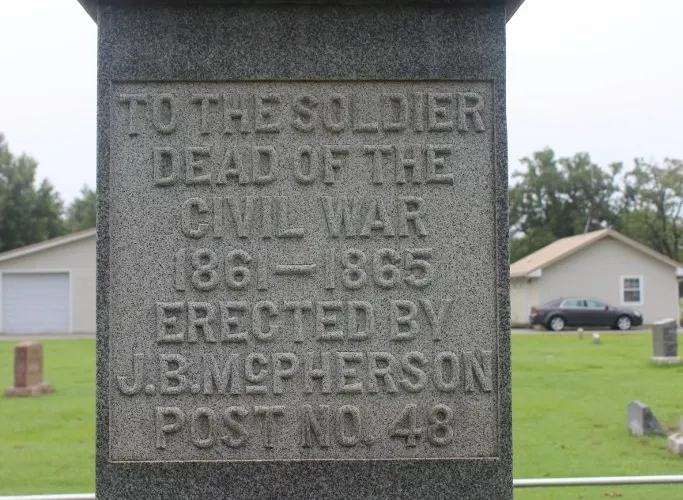 TO THE SOLDIER
DEAD OF THE
CIVIL WAR
1861—1865
ERECTED BY
J.B.McPHERSON
POST NO. 48